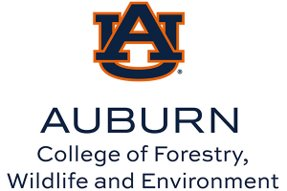 AU
®
AUBURN
College of Forestry,
Wildlife and Environment